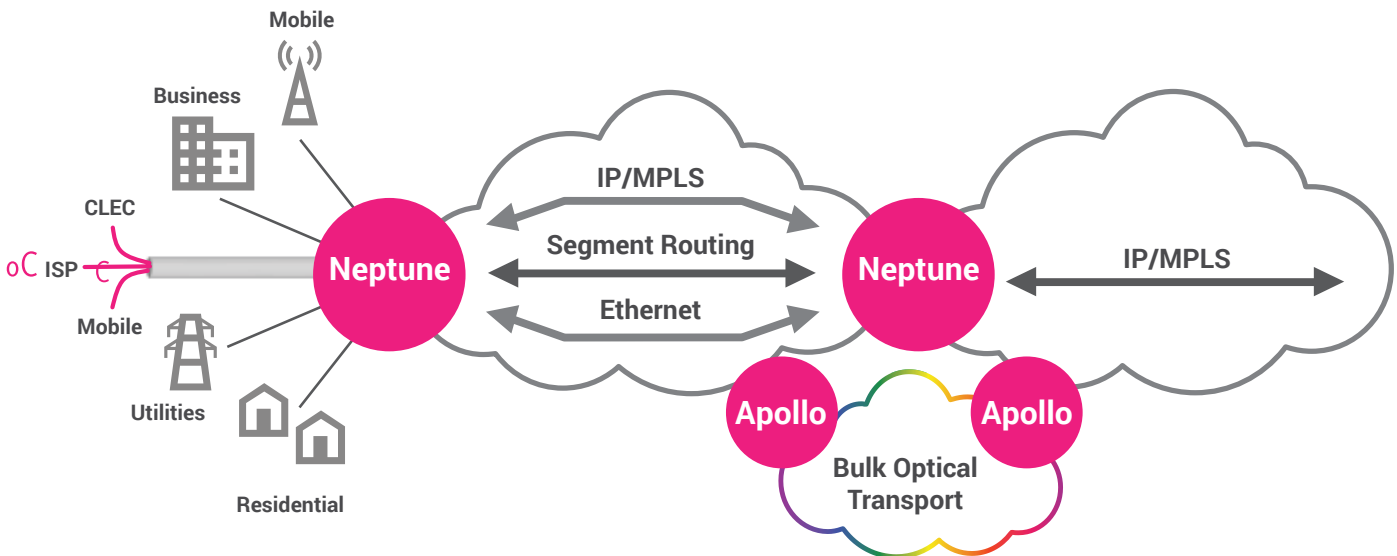 Mobile
Business
CLEC
oC ISP C
Mobile
Utilities
Residential
Neptune
IP/MPLS
Segment Routing
Ethernet
Neptune
IP/MPLS
Apollo
Apollo
Bulk Optical
Transport